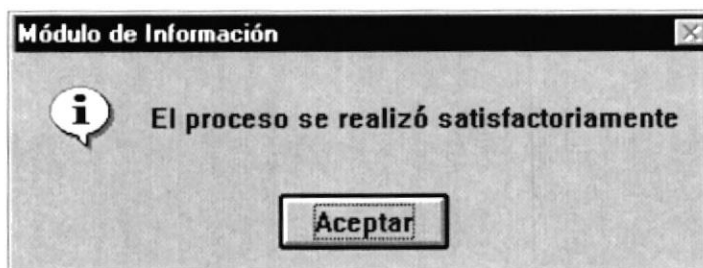 Módulo de Información
El proceso se realizó satisfactoriamente
Aceptar